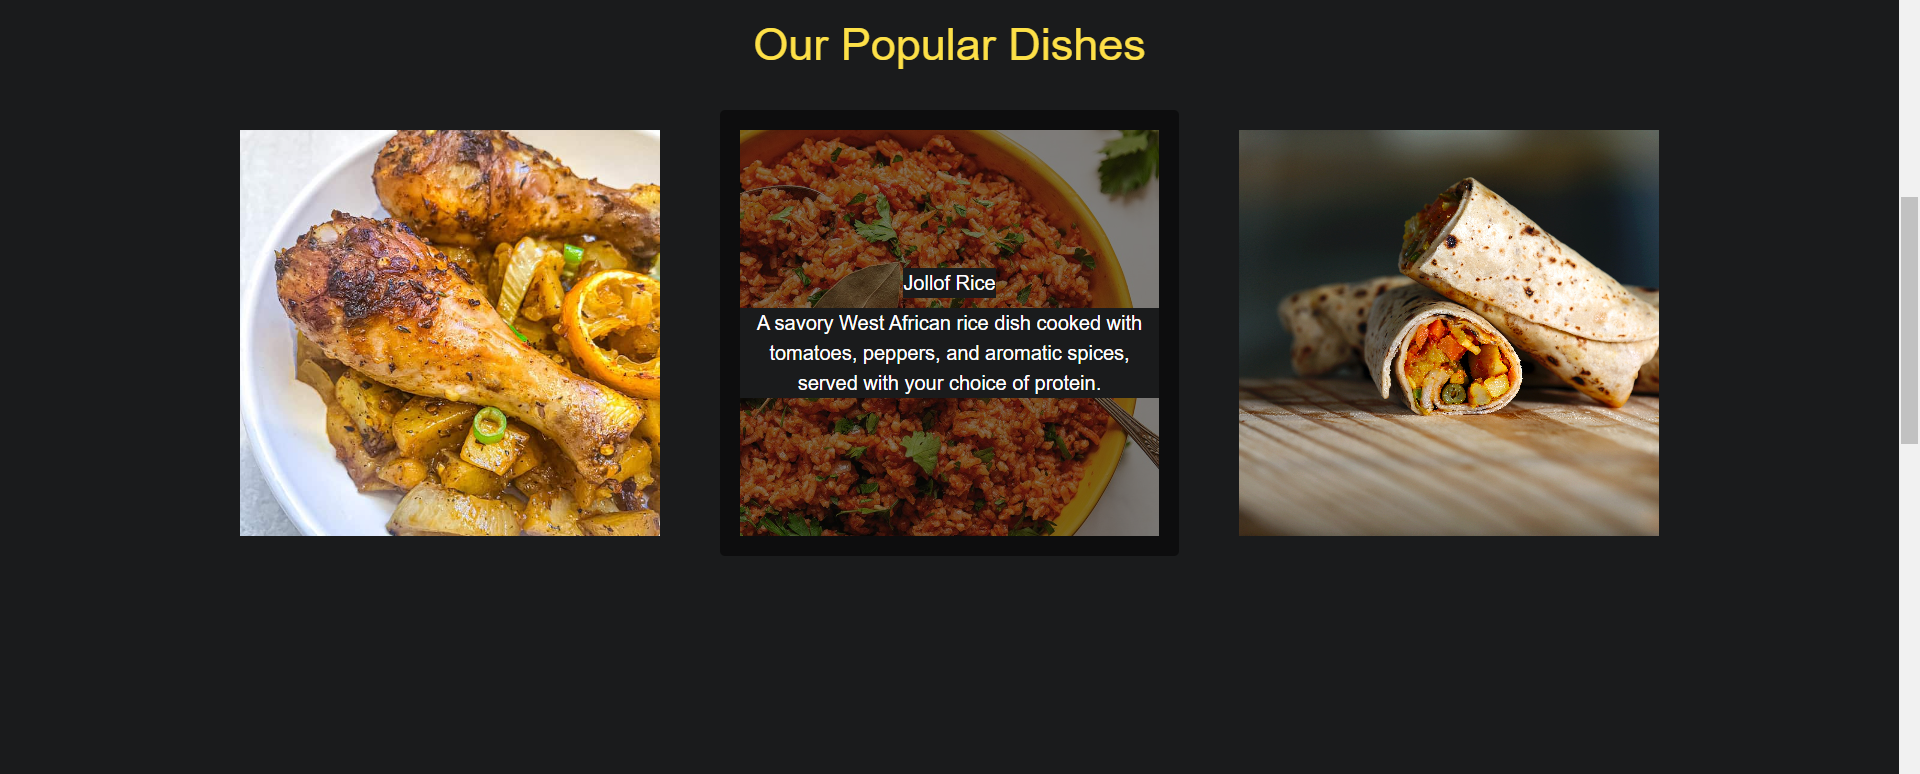 Our Popular Dishes
Jollof Rice
A savory West African rice dish cooked with
tomatoes, peppers, and aromatic spices,
served with your choice of protein.